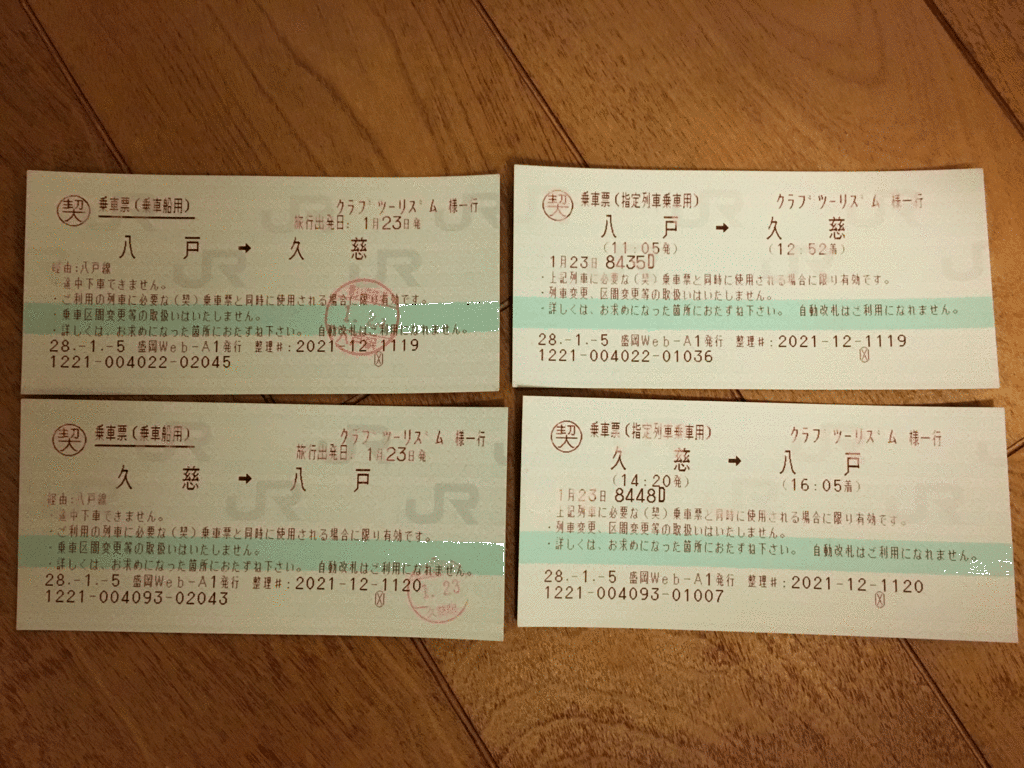 契 乗車票(乗車船用) クラブツーリズム 様一行
旅行出発日: 1月23日発
八戸 → 久慈
経由:八戸線
・途中下車できません。
・ご利用の列車に必要な(契)乗車票と同時に使用される場合に限り有効です。
・乗車区間変更等の取扱いはいたしません。
・詳しくは、お求めになった箇所におたずね下さい。 自動改札はご利用になれません。
28.-1.-5 盛岡Web-A1発行 整理#:2021-12-1119
1221-004022-02045
1.23
契 乗車票(指定列車乗車用) クラブツーリズム 様一行
八戸 → 久慈
(11:05発) (12:52着)
1月23日 8435D
・上記列車に必要な(契)乗車票と同時に使用される場合に限り有効です。
・列車変更、区間変更等の取扱いはいたしません。
・詳しくは、お求めになった箇所におたずね下さい。 自動改札はご利用になれません。
28.-1.-5 盛岡Web-A1発行 整理#:2021-12-1119
1221-004022-01036
契 乗車票(乗車船用) クラブツーリズム 様一行
旅行出発日: 1月23日発
久慈 → 八戸
経由:八戸線
・途中下車できません。
・ご利用の列車に必要な(契)乗車票と同時に使用される場合に限り有効です。
・乗車区間変更等の取扱いはいたしません。
・詳しくは、お求めになった箇所におたずね下さい。 自動改札はご利用になれません。
28.-1.-5 盛岡Web-A1発行 整理#:2021-12-1120
1221-004093-02043
1.23
久慈駅
契 乗車票(指定列車乗車用) クラブツーリズム 様一行
久慈 → 八戸
(14:20発) (16:05着)
1月23日 8448D
・上記列車に必要な(契)乗車票と同時に使用される場合に限り有効です。
・列車変更、区間変更等の取扱いはいたしません。
・詳しくは、お求めになった箇所におたずね下さい。 自動改札はご利用になれません。
28.-1.-5 盛岡Web-A1発行 整理#:2021-12-1120
1221-004093-01007